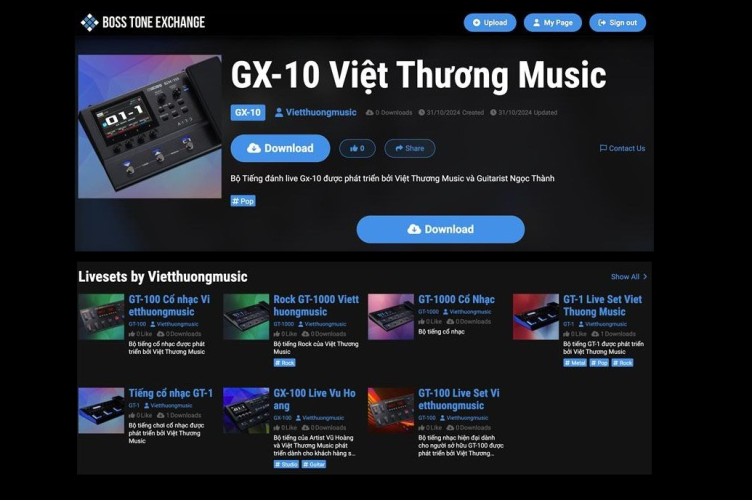 BOSS TONE EXCHANGE
Upload
My Page
Sign out
01-1
GX-10 Việt Thương Music
GX-10 Vietthuongmusic 0 Downloads 31/10/2024 Created 31/10/2024 Updated
Download 0 Share Contact Us
Bộ Tiếng đánh live Gx-10 được phát triển bởi Việt Thương Music và Guitarist Ngọc Thành
# Pop
Download
Livesets by Vietthuongmusic
Show All
GT-100 Cổ nhạc Vi
etthuongmusic
GT-100 Vietthuongmusic
0 Like 0 Downloads
Bộ tiếng cổ nhạc được phát
triển bởi Việt Thương Music
Rock GT-1000 Viett
huongmusic
GT-1000 Vietthuongmusic
0 Like 0 Downloads
Bộ tiếng Rock của Việt Thương
Music
# Rock
GT-1000 Cổ Nhạc
GT-1000 Vietthuongmusic
0 Like 0 Downloads
Bộ tiếng cổ nhạc
GT-1 Live Set Viet
Thuong Music
GT-1 Vietthuongmusic
0 Like 1 Downloads
Bộ tiếng GT-1 được phát triển
bởi Việt Thương Music
# Metal # Pop # Rock
Tiếng cổ nhạc GT-1
GT-1 Vietthuongmusic
0 Like 1 Downloads
Bộ tiếng chơi cổ nhạc được
phát triển bởi Việt Thương
Music
GX-100 Live Vu Ho
ang
GX-100 Vietthuongmusic
0 Like 0 Downloads
Bộ tiếng của Artist Vũ Hoàng
và Việt Thương Music phát
triển dành cho khách hàng s...
# Studio # Guitar
GT-100 Live Set Vi
etthuongmusic
GT-100 Vietthuongmusic
0 Like 0 Downloads
Bộ tiếng nhạc hiện đại dành
cho người sở hữu GT-100 được
phát triển bởi Việt Thương...